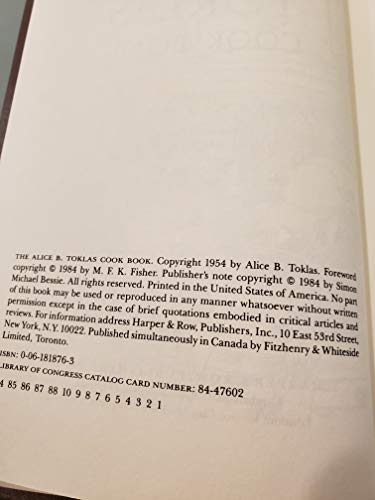 THE ALICE B. TOKLAS COOK BOOK. Copyright 1954 by Alice B. Toklas. Foreword
copyright © 1984 by M. F. K. Fisher. Publisher's note copyright © 1984 by Simon
Michael Bessie. All rights reserved. Printed in the United States of America. No part
of this book may be used or reproduced in any manner whatsoever without written
permission except in the case of brief quotations embodied in critical articles and
reviews. For information address Harper & Row, Publishers, Inc., 10 East 53rd Street,
New York, N.Y. 10022. Published simultaneously in Canada by Fitzhenry & Whiteside
Limited, Toronto.
ISBN: 0-06-181876-3
LIBRARY OF CONGRESS CATALOG CARD NUMBER: 84-47602
4 85 86 87 88 10 9 8 7 6 5 4 3 2 1